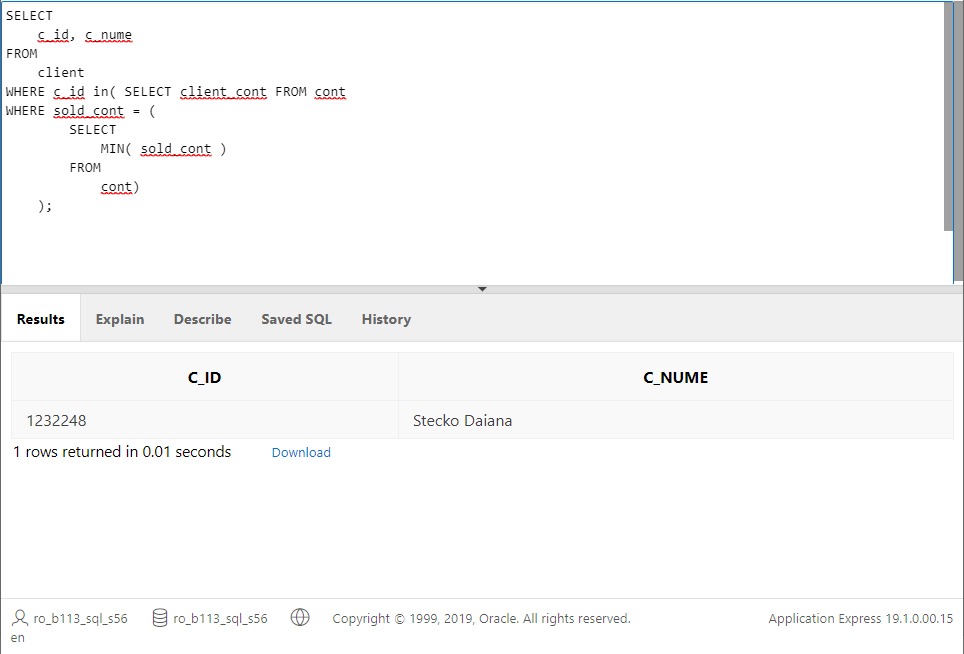 SELECT
    c_id, c_nume
FROM
    client
WHERE c_id in( SELECT client_cont FROM cont
WHERE sold_cont = (
        SELECT
            MIN( sold_cont )
        FROM
            cont)
    );
Results Explain Describe Saved SQL History
C_ID C_NUME
1232248 Stecko Daiana
1 rows returned in 0.01 seconds Download
ro_b113_sql_s56 ro_b113_sql_s56 Copyright © 1999, 2019, Oracle. All rights reserved. Application Express 19.1.0.00.15
en